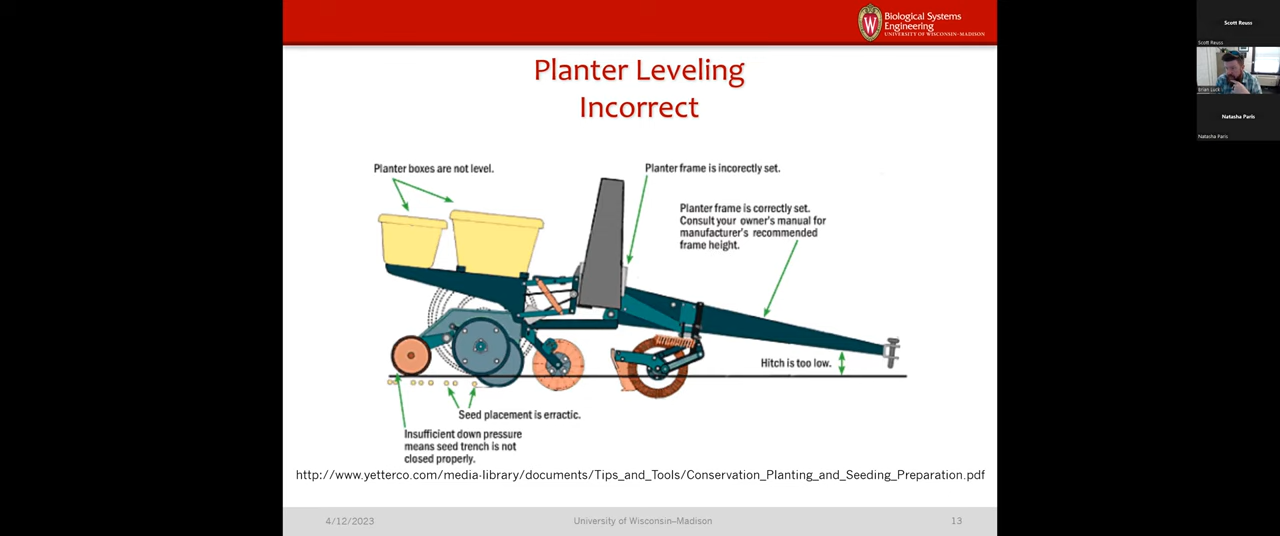 Biological Systems
Engineering
UNIVERSITY OF WISCONSIN–MADISON
Planter Leveling
Incorrect
Planter boxes are not level.
Planter frame is incorectly set.
Planter frame is correctly set.
Consult your owner's manual for
manufacturer's recommended
frame height.
Hitch is too low.
Seed placement is erractic.
Insufficient down pressure
means seed trench is not
closed properly.
http://www.yetterco.com/media-library/documents/Tips_and_Tools/Conservation_Planting_and_Seeding_Preparation.pdf
4/12/2023
University of Wisconsin–Madison
13
Scott Reuss
Scott Reuss
Brian Luck
Natasha Paris
Natasha Paris